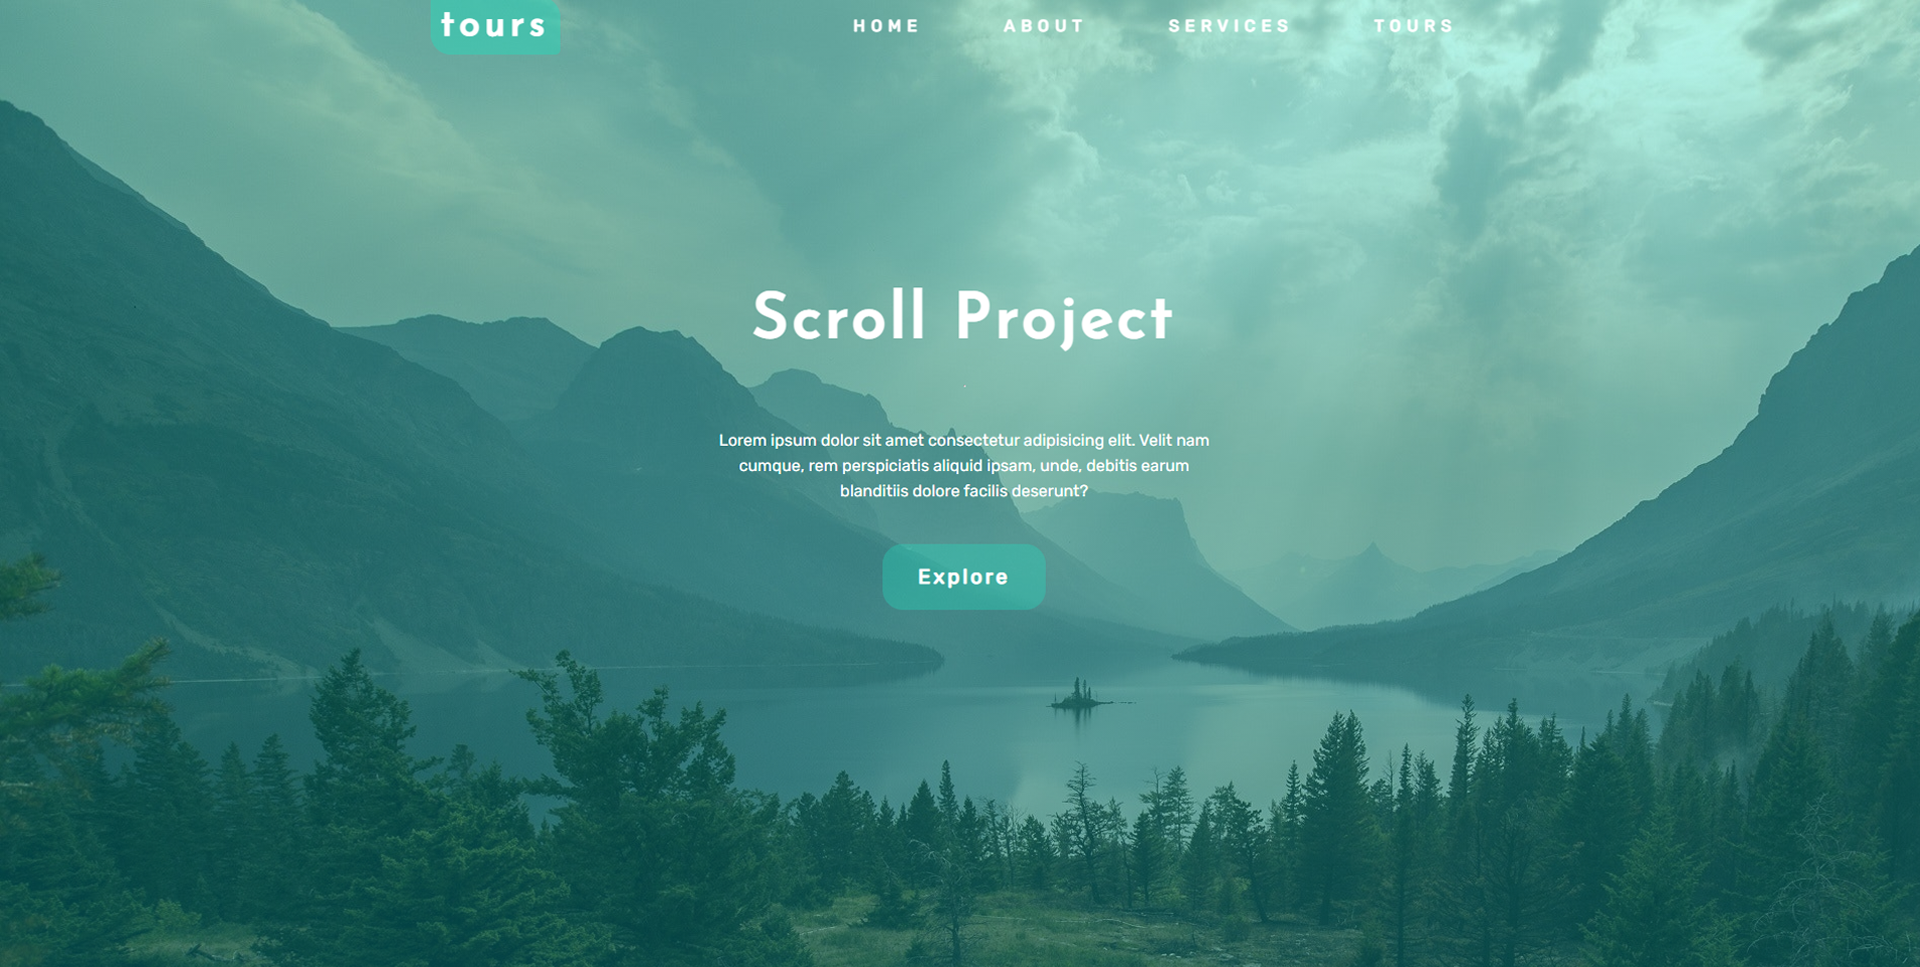 tours
HOME ABOUT SERVICES TOURS
Scroll Project
Lorem ipsum dolor sit amet consectetur adipisicing elit. Velit nam
cumque, rem perspiciatis aliquid ipsam, unde, debitis earum
blanditiis dolore facilis deserunt?
Explore